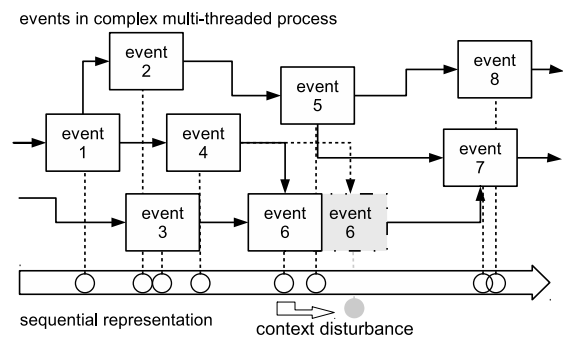 events in complex multi-threaded process
event
2
event
8
event
5
event
1
event
4
event
7
event
3
event
6
event
6
sequential representation
context disturbance